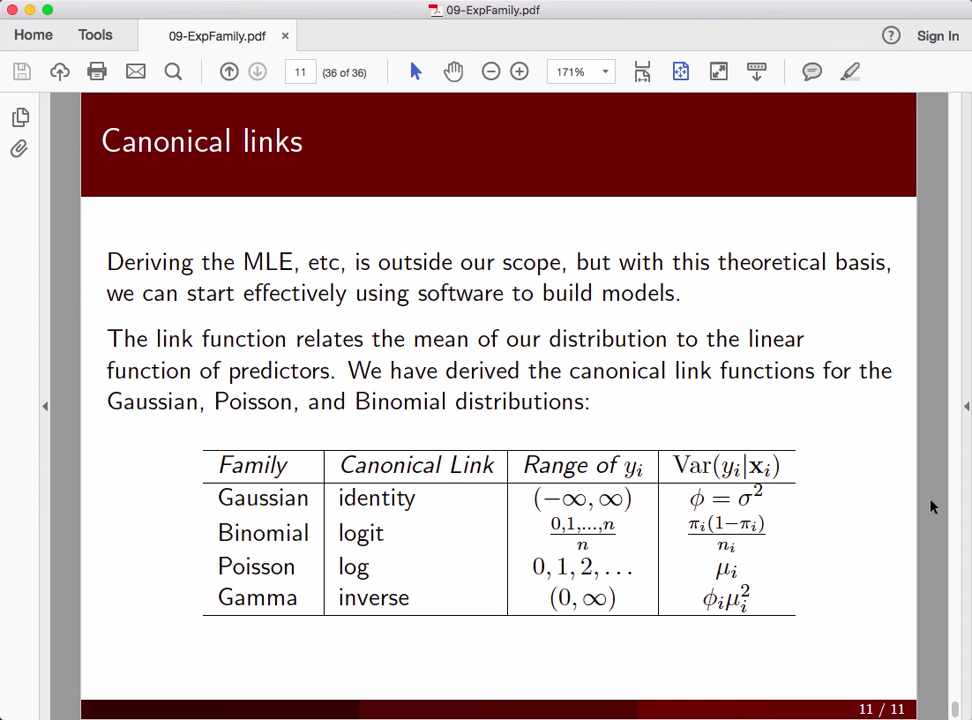 09-ExpFamily.pdf
Home Tools 09-ExpFamily.pdf × ? Sign In
11 (36 of 36) 171%
Canonical links
Deriving the MLE, etc, is outside our scope, but with this theoretical basis,
we can start effectively using software to build models.
The link function relates the mean of our distribution to the linear
function of predictors. We have derived the canonical link functions for the
Gaussian, Poisson, and Binomial distributions:
Family Canonical Link Range of yᵢ Var(yᵢ|𝐱ᵢ)
Gaussian identity (−∞, ∞) ϕ = σ²
Binomial logit 0,1,...,n/n πᵢ(1−πᵢ)/nᵢ
Poisson log 0, 1, 2, . . . μᵢ
Gamma inverse (0, ∞) ϕᵢμᵢ²
11 / 11